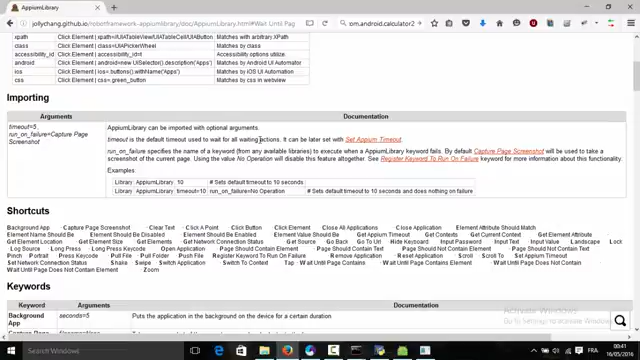 AppiumLibrary
jollychang.github.io/robotframework-appiumlibrary/doc/AppiumLibrary.html#Wait Until Pag
om.android.calculator2
xpath Click Element | xpath=//UIATableView/UIATableCell/UIAButton Matches with arbitrary XPath
class Click Element | class=UIAPickerWheel Matches by class
accessibility_id Click Element | accessibility_id=t Accessibility options utilize.
android Click Element | android=new UiSelector().description('Apps') Matches by Android UI Automator
ios Click Element | ios=.buttons().withName('Apps') Matches by iOS UI Automation
css Click Element | css=.green_button Matches by css in webview
Importing
Arguments Documentation
timeout=5,
run_on_failure=Capture Page
Screenshot
AppiumLibrary can be imported with optional arguments.
timeout is the default timeout used to wait for all waiting actions. It can be later set with Set Appium Timeout.
run_on_failure specifies the name of a keyword (from any available libraries) to execute when a AppiumLibrary keyword fails. By default Capture Page Screenshot will be used to take
a screenshot of the current page. Using the value No Operation will disable this feature altogether. See Register Keyword To Run On Failure keyword for more information about this functionality.
Examples:
Library AppiumLibrary 10 # Sets default timeout to 10 seconds
Library AppiumLibrary timeout=10 run_on_failure=No Operation # Sets default timeout to 10 seconds and does nothing on failure
Shortcuts
Background App · Capture Page Screenshot · Clear Text · Click A Point · Click Button · Click Element · Close All Applications · Close Application · Element Attribute Should Match
· Element Name Should Be · Element Should Be Disabled · Element Should Be Enabled · Element Value Should Be · Get Appium Timeout · Get Contexts · Get Current Context · Get Element Attribute
· Get Element Location · Get Element Size · Get Elements · Get Network Connection Status · Get Source · Go Back · Go To Url · Hide Keyboard · Input Password · Input Text · Input Value · Landscape · Lock
· Log Source · Long Press · Long Press Keycode · Open Application · Page Should Contain Element · Page Should Contain Text · Page Should Not Contain Element · Page Should Not Contain Text
· Pinch · Portrait · Press Keycode · Pull File · Pull Folder · Push File · Register Keyword To Run On Failure · Remove Application · Reset Application · Scroll · Scroll To · Set Appium Timeout
· Set Network Connection Status · Shake · Swipe · Switch Application · Switch To Context · Tap · Wait Until Page Contains · Wait Until Page Contains Element · Wait Until Page Does Not Contain
· Wait Until Page Does Not Contain Element · Zoom
Keywords
Keyword Arguments Documentation
Background
App
seconds=5
Puts the application in the background on the device for a certain duration
Activate Windows
Go to Settings to activate Windows.
Search Windows
FRA
00:41
16/05/2016